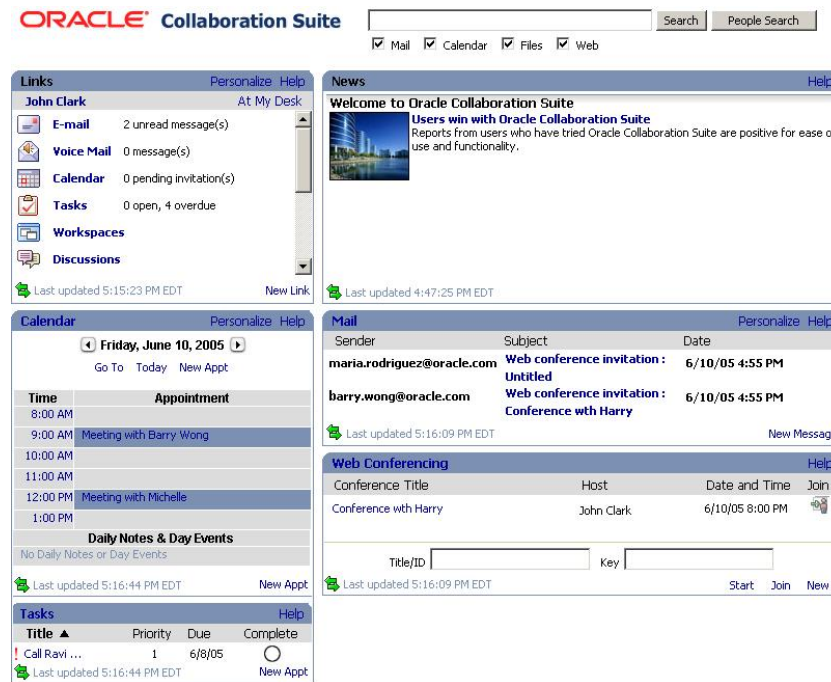 ORACLE Collaboration Suite
Search People Search
Mail Calendar Files Web
Links Personalize Help
John Clark At My Desk
E-mail 2 unread message(s)
Voice Mail 0 message(s)
Calendar 0 pending invitation(s)
Tasks 0 open, 4 overdue
Workspaces
Discussions
Last updated 5:15:23 PM EDT New Link
News Help
Welcome to Oracle Collaboration Suite
Users win with Oracle Collaboration Suite
Reports from users who have tried Oracle Collaboration Suite are positive for ease o
use and functionality.
Last updated 4:47:25 PM EDT
Calendar Personalize Help
Friday, June 10, 2005
Go To Today New Appt
Time Appointment
8:00 AM
9:00 AM Meeting with Barry Wong
10:00 AM
11:00 AM
12:00 PM Meeting with Michelle
1:00 PM
Daily Notes & Day Events
No Daily Notes or Day Events
Last updated 5:16:44 PM EDT New Appt
Mail Personalize Help
Sender Subject Date
maria.rodriguez@oracle.com Web conference invitation : 6/10/05 4:55 PM
Untitled
barry.wong@oracle.com Web conference invitation : 6/10/05 4:55 PM
Conference wth Harry
Last updated 5:16:09 PM EDT New Messag
Web Conferencing Help
Conference Title Host Date and Time Join
Conference wth Harry John Clark 6/10/05 8:00 PM
Title/ID Key
Last updated 5:16:09 PM EDT Start Join New
Tasks Help
Title ▲ Priority Due Complete
! Call Ravi ... 1 6/8/05
Last updated 5:16:44 PM EDT New Appt